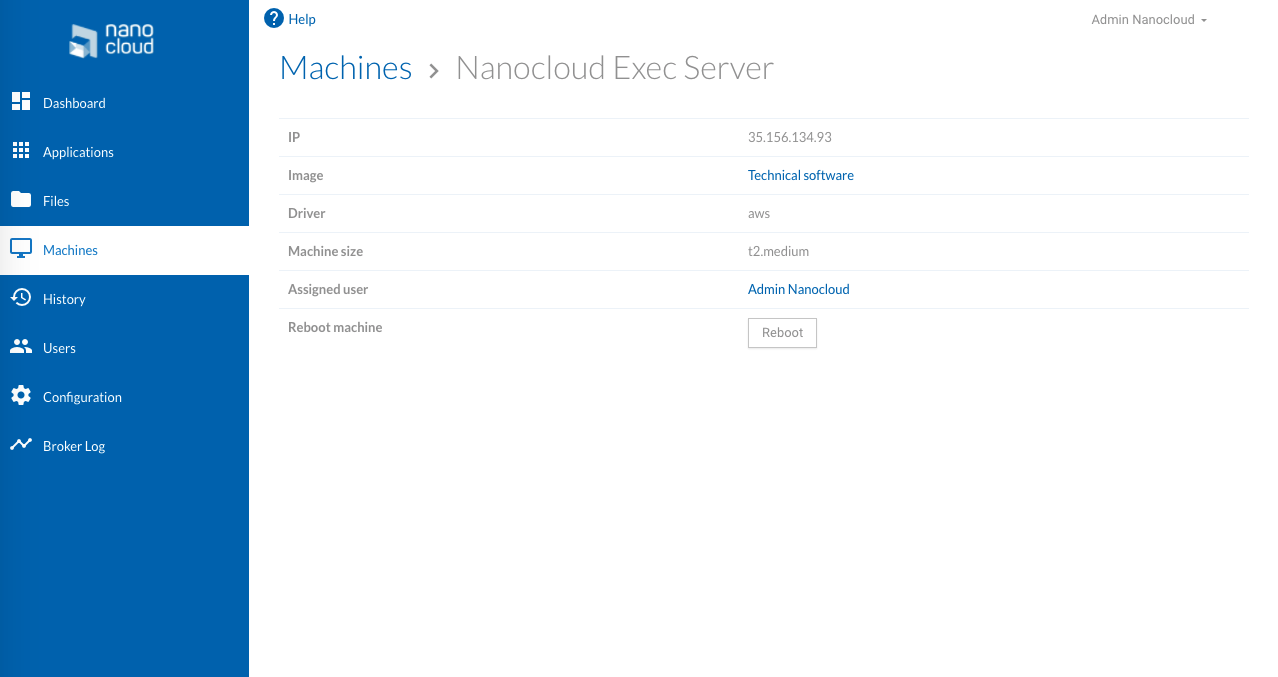 nano
cloud
Dashboard
Applications
Files
Machines
History
Users
Configuration
Broker Log
Help
Admin Nanocloud
Machines › Nanocloud Exec Server
IP 35.156.134.93
Image Technical software
Driver aws
Machine size t2.medium
Assigned user Admin Nanocloud
Reboot machine Reboot